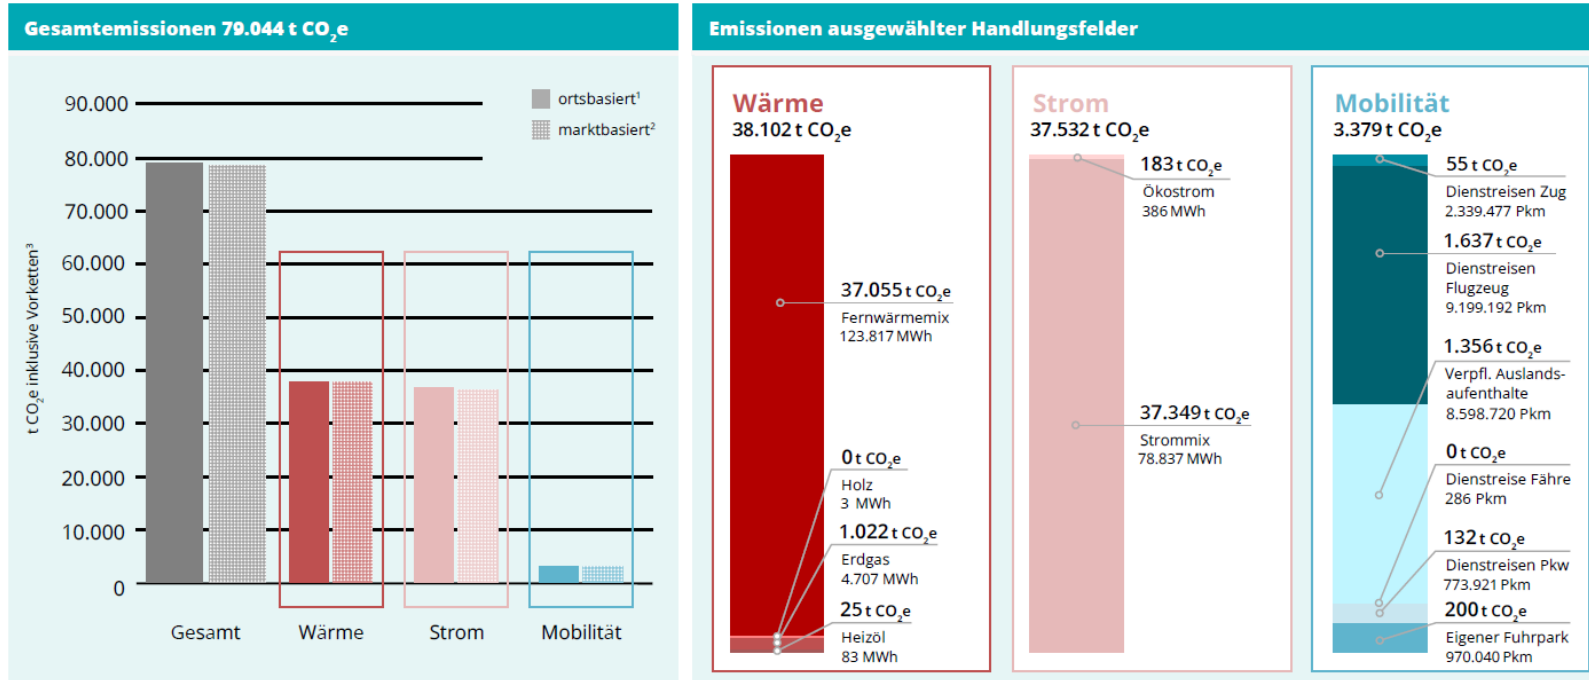 Gesamtemissionen 79.044 t CO₂e
ortsbasiert¹
marktbasiert²
t CO₂e inklusive Vorketten³
90.000
80.000
70.000
60.000
50.000
40.000
30.000
20.000
10.000
0
Gesamt
Wärme
Strom
Mobilität
Emissionen ausgewählter Handlungsfelder
Wärme
38.102 t CO₂e
37.055 t CO₂e
Fernwärmemix
123.817 MWh
0 t CO₂e
Holz
3 MWh
1.022 t CO₂e
Erdgas
4.707 MWh
25 t CO₂e
Heizöl
83 MWh
Strom
37.532 t CO₂e
183 t CO₂e
Ökostrom
386 MWh
37.349 t CO₂e
Strommix
78.837 MWh
Mobilität
3.379 t CO₂e
55 t CO₂e
Dienstreisen Zug
2.339.477 Pkm
1.637 t CO₂e
Dienstreisen
Flugzeug
9.199.192 Pkm
1.356 t CO₂e
Verpfl. Auslands-
aufenthalte
8.598.720 Pkm
0 t CO₂e
Dienstreise Fähre
286 Pkm
132 t CO₂e
Dienstreisen Pkw
773.921 Pkm
200 t CO₂e
Eigener Fuhrpark
970.040 Pkm